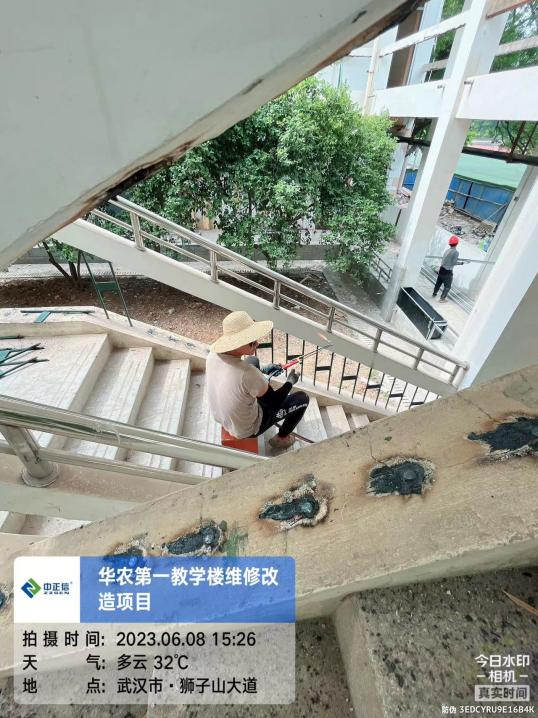 中正信
ZZSEN
华农第一教学楼维修改
造项目
拍摄时间: 2023.06.08 15:26
天气: 多云 32℃
地点: 武汉市·狮子山大道
今日水印
相机
真实时间
防伪 3EDCYRU9E16B4K